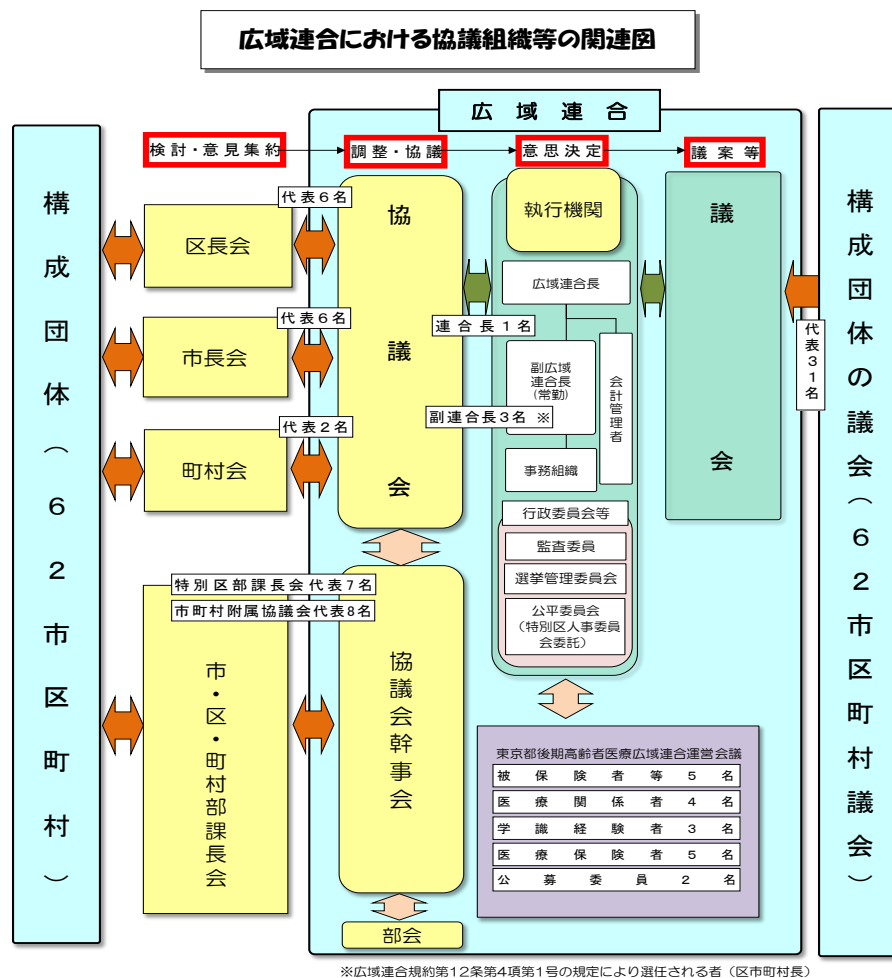 広域連合における協議組織等の関連図
広域連合
検討・意見集約
調整・協議
意思決定
議案等
構成団体(62市区町村)
区長会
代表6名
市長会
代表6名
町村会
代表2名
特別区部課長会代表7名
市町村附属協議会代表8名
市・区・町村部課長会
協議会
協議会幹事会
部会
執行機関
広域連合長
連合長1名
副広域
連合長
(常勤)
会計管理者
副連合長3名 ※
事務組織
行政委員会等
監査委員
選挙管理委員会
公平委員会
(特別区人事委員
会委託)
議会
代表31名
構成団体の議会(62市区町村議会)
東京都後期高齢者医療広域連合運営会議
被保険者等5名
医療関係者4名
学識経験者3名
医療保険者5名
公募委員2名
※広域連合規約第12条第4項第1号の規定により選任される者(区市町村長)